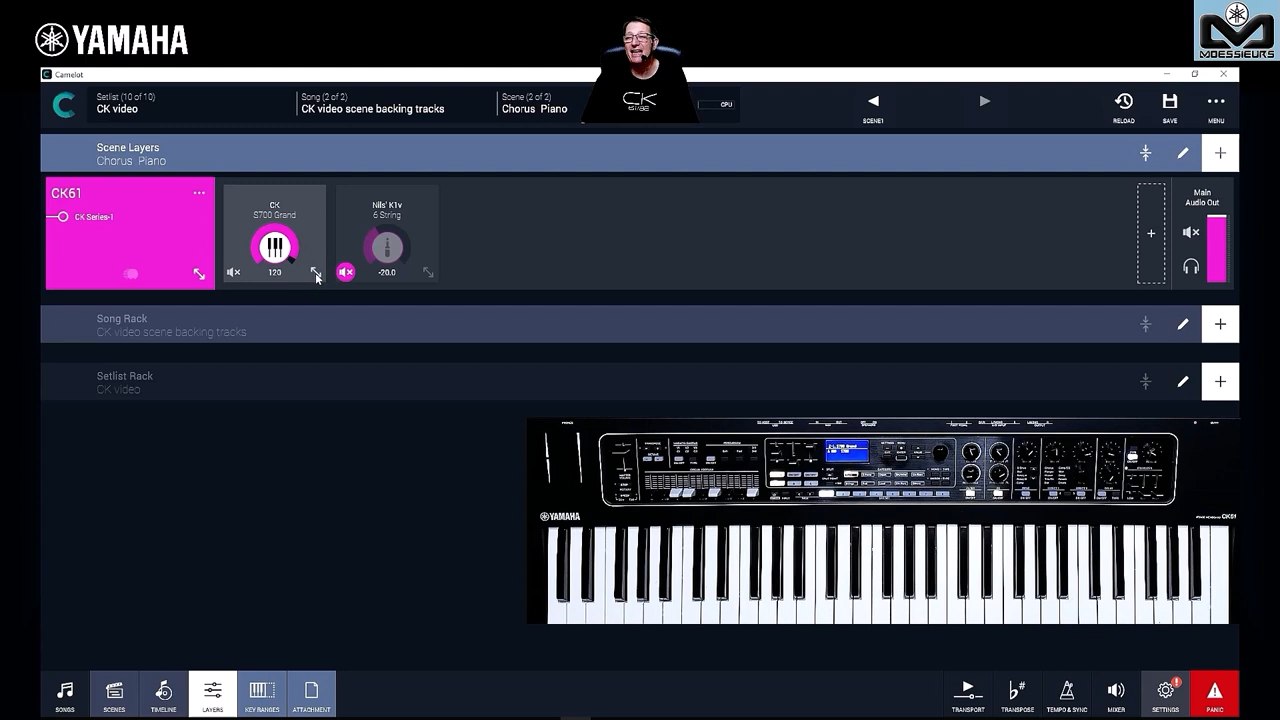 YAMAHA
MOESSIEURS
Camelot
Setlist (10 of 10)
CK video
Song (2 of 2)
CK video scene backing tracks
Scene (2 of 2)
Chorus Piano
CPU
SCENE1
RELOAD
SAVE
MENU
Scene Layers
Chorus Piano
CK61
CK Series-1
CK
S700 Grand
120
Nils' K1v
6 String
-20.0
Main
Audio Out
Song Rack
CK video scene backing tracks
Setlist Rack
CK video
YAMAHA
CK61
SONGS
SCENES
TIMELINE
LAYERS
KEY RANGES
ATTACHMENT
TRANSPORT
TRANSPOSE
TEMPO & SYNC
MIXER
SETTINGS
PANIC